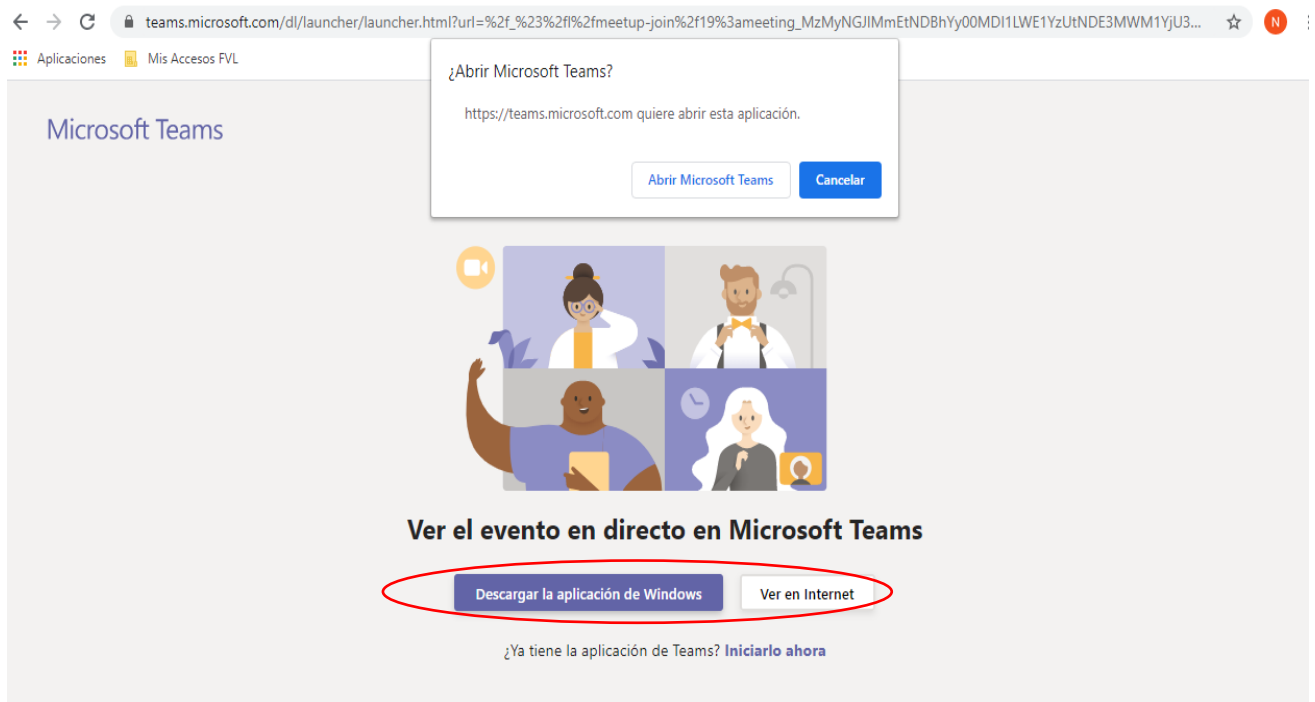 teams.microsoft.com/dl/launcher/launcher.html?url=%2f_%23%2fl%2fmeetup-join%2f19%3ameeting_MzMyNGJlMmEtNDBhYy00MDI1LWE1YzUtNDE3MWM1YjU3...
N
Aplicaciones Mis Accesos FVL
¿Abrir Microsoft Teams?
https://teams.microsoft.com quiere abrir esta aplicación.
Abrir Microsoft Teams Cancelar
Microsoft Teams
Ver el evento en directo en Microsoft Teams
Descargar la aplicación de Windows Ver en Internet
¿Ya tiene la aplicación de Teams? Iniciarlo ahora